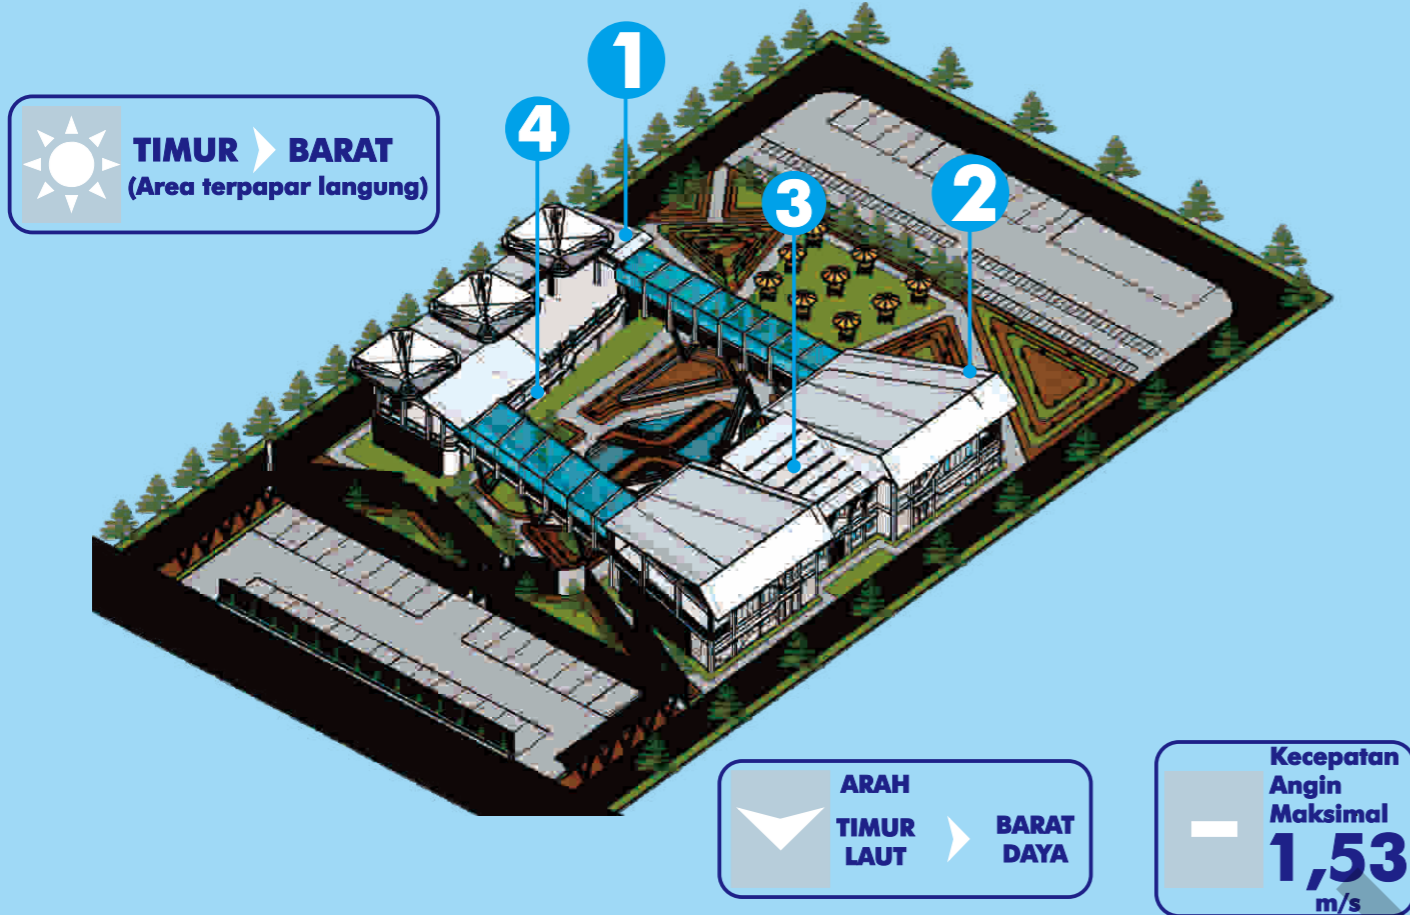 1
4
TIMUR BARAT
(Area terpapar langung)
3
2
ARAH
TIMUR LAUT
BARAT DAYA
Kecepatan
Angin
Maksimal
1,53
m/s